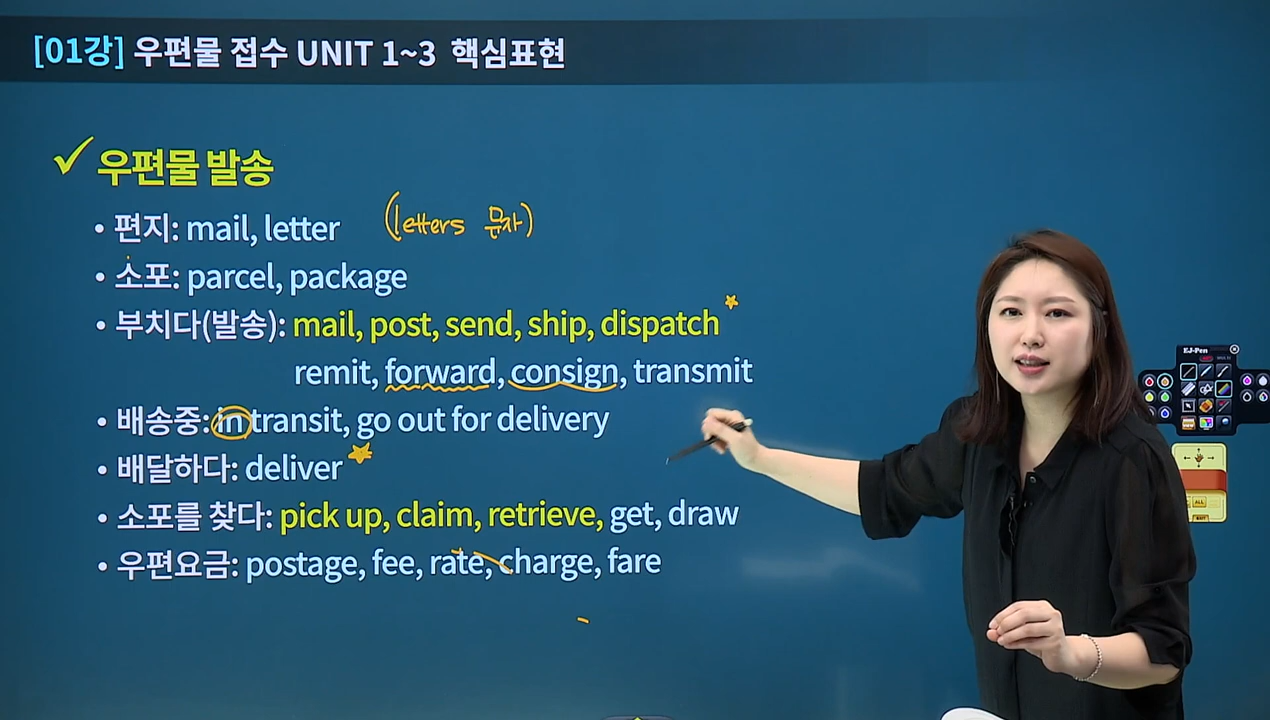 [01강] 우편물 접수 UNIT 1~3 핵심표현
우편물 발송
• 편지: mail, letter (letters 문자)
• 소포: parcel, package
• 부치다(발송): mail, post, send, ship, dispatch
remit, forward, consign, transmit
• 배송중: in transit, go out for delivery
• 배달하다: deliver
• 소포를 찾다: pick up, claim, retrieve, get, draw
• 우편요금: postage, fee, rate, charge, fare
EJ-Pen
ALL
EXIT